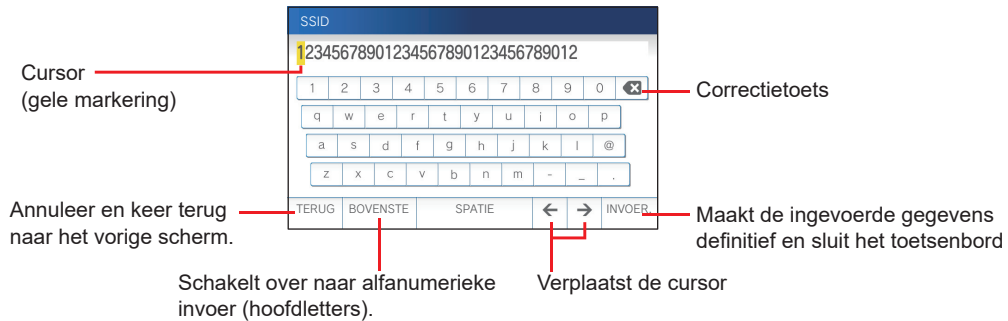 SSID
12345678901234567890123456789012
Cursor
(gele markering)
1 2 3 4 5 6 7 8 9 0
Correctietoets
q w e r t y u i o p
a s d f g h j k l @
z x c v b n m - _ .
Annuleer en keer terug
naar het vorige scherm.
TERUG BOVENSTE SPATIE ← → INVOER.
Maakt de ingevoerde gegevens
definitief en sluit het toetsenbord
Schakelt over naar alfanumerieke
invoer (hoofdletters).
Verplaatst de cursor